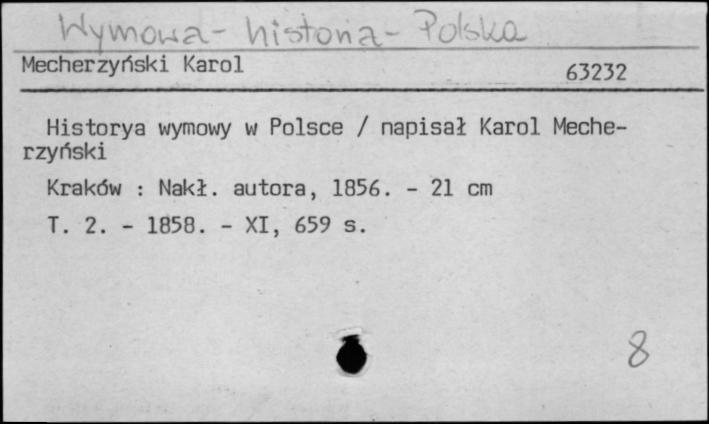 Wymowa - historia - Polska
Mecherzyński Karol
63232
Historya wymowy w Polsce / napisał Karol Meche-
rzyński
Kraków : Nakł. autora, 1856. - 21 cm
T. 2. - 1858. - XI, 659 s.
8